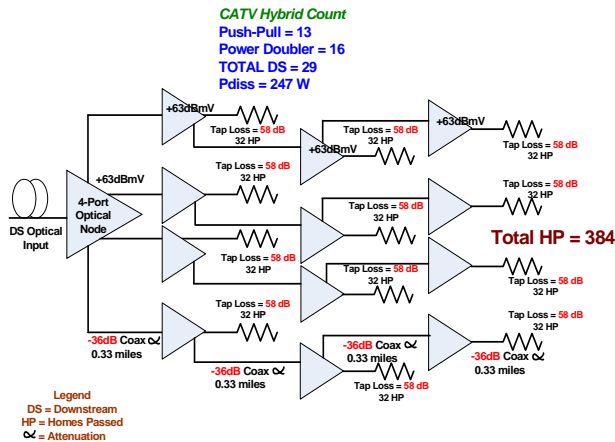 CATV Hybrid Count
Push-Pull = 13
Power Doubler = 16
TOTAL DS = 29
Pdiss = 247 W
+63dBmV
Tap Loss = 58 dB
32 HP
+63dBmV
Tap Loss = 58 dB
32 HP
+63dBmV
Tap Loss = 58 dB
32 HP
+63dBmV
4-Port
Optical
Node
DS Optical
Input
Tap Loss = 58 dB
32 HP
Tap Loss = 58 dB
32 HP
Tap Loss = 58 dB
32 HP
Total HP = 384
Tap Loss = 58 dB
32 HP
Tap Loss = 58 dB
32 HP
Tap Loss = 58 dB
32 HP
Tap Loss = 58 dB
32 HP
Tap Loss = 58 dB
32 HP
Tap Loss = 58 dB
32 HP
-36dB Coax α
0.33 miles
-36dB Coax α
0.33 miles
-36dB Coax α
0.33 miles
-36dB Coax α
0.33 miles
Legend
DS = Downstream
HP = Homes Passed
α = Attenuation